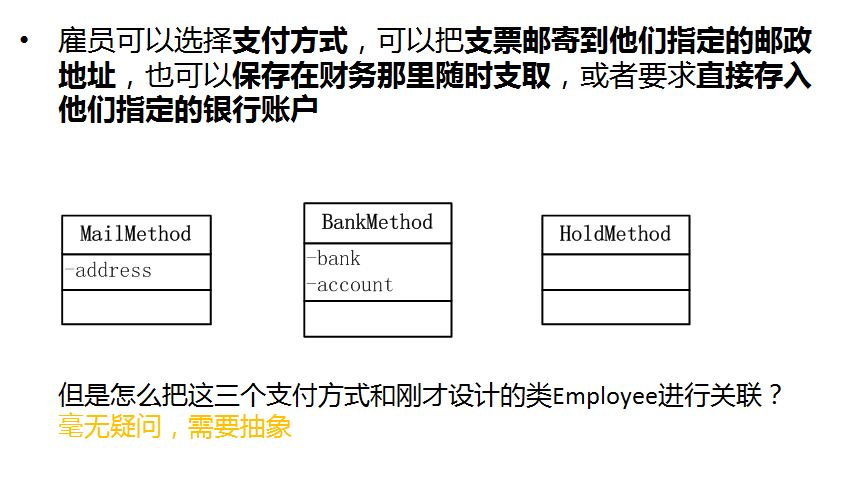 • 雇员可以选择支付方式，可以把支票邮寄到他们指定的邮政
地址，也可以保存在财务那里随时支取，或者要求直接存入
他们指定的银行账户
MailMethod
-address
BankMethod
-bank
-account
HoldMethod
但是怎么把这三个支付方式和刚才设计的类Employee进行关联？
毫无疑问，需要抽象